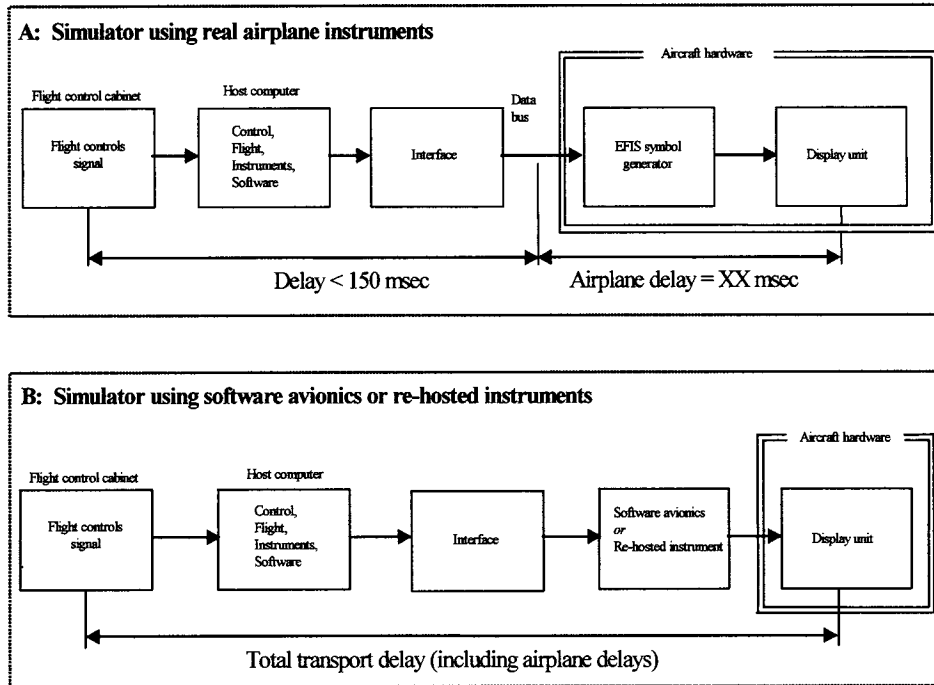 A: Simulator using real airplane instruments
Aircraft hardware
Flight control cabinet
Host computer
Data
bus
Flight controls
signal
Control,
Flight,
Instruments,
Software
Interface
EFIS symbol
generator
Display unit
Delay < 150 msec
Airplane delay = XX msec
B: Simulator using software avionics or re-hosted instruments
Aircraft hardware
Flight control cabinet
Host computer
Flight controls
signal
Control,
Flight,
Instruments,
Software
Interface
Software avionics
or
Re-hosted instrument
Display unit
Total transport delay (including airplane delays)